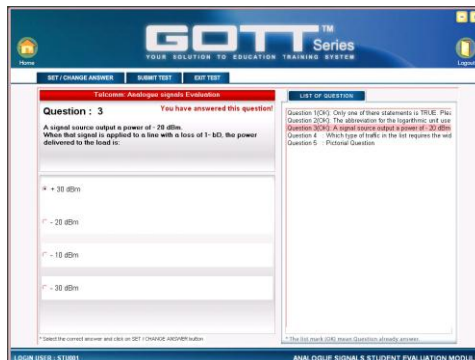 GOTT™
Series
YOUR SOLUTION TO EDUCATION TRAINING SYSTEM
Home
Logout
SET / CHANGE ANSWER
SUBMIT TEST
EXIT TEST
Telcomm: Analogue signals Evaluation
Question : 3
You have answered this question!
A signal source output a power of - 20 dBm.
When that signal is applied to a line with a loss of 1- bD, the power
delivered to the load is:
+ 30 dBm
- 20 dBm
- 10 dBm
- 30 dBm
* Select the correct answer and click on SET / CHANGE ANSWER button
LIST OF QUESTION
Question 1(OK): Only one of there statements is TRUE. Plea
Question 2(OK): The abbreviation for the logarithmic unit use
Question 3(OK): A signal source output a power of - 20 dBm
Question 4 : Which type of traffic in the list requires the wid
Question 5 : Pictorial Question
* The list mark (OK) mean Question already answer.
LOGIN USER : STU001
ANALOGUE SIGNALS STUDENT EVALUATION MODUL